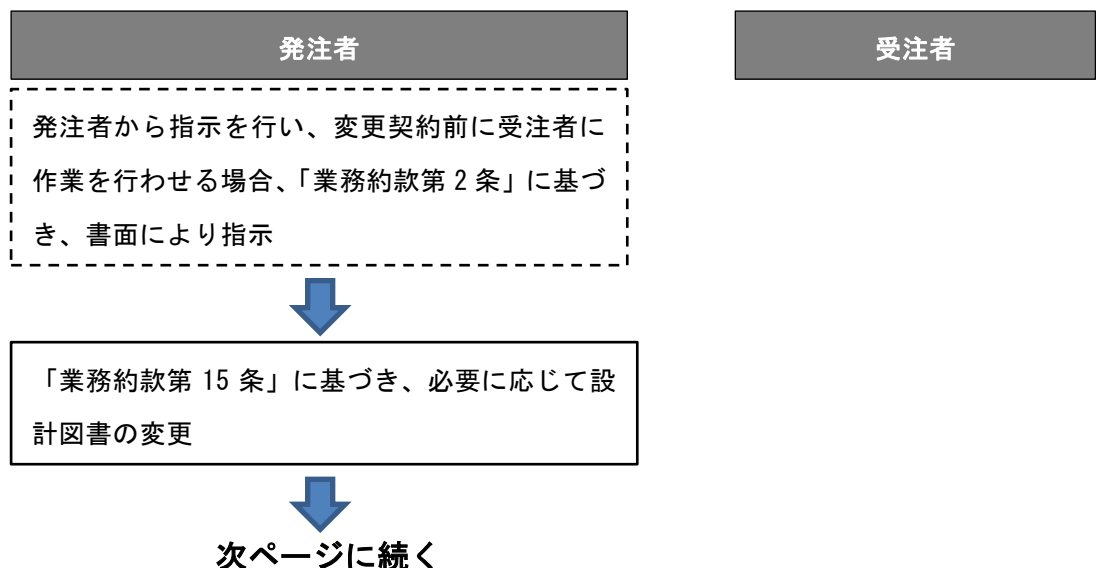 発注者
受注者
発注者から指示を行い、変更契約前に受注者に
作業を行わせる場合、「業務約款第２条」に基づ
き、書面により指示
「業務約款第 15 条」に基づき、必要に応じて設
計図書の変更
次ページに続く